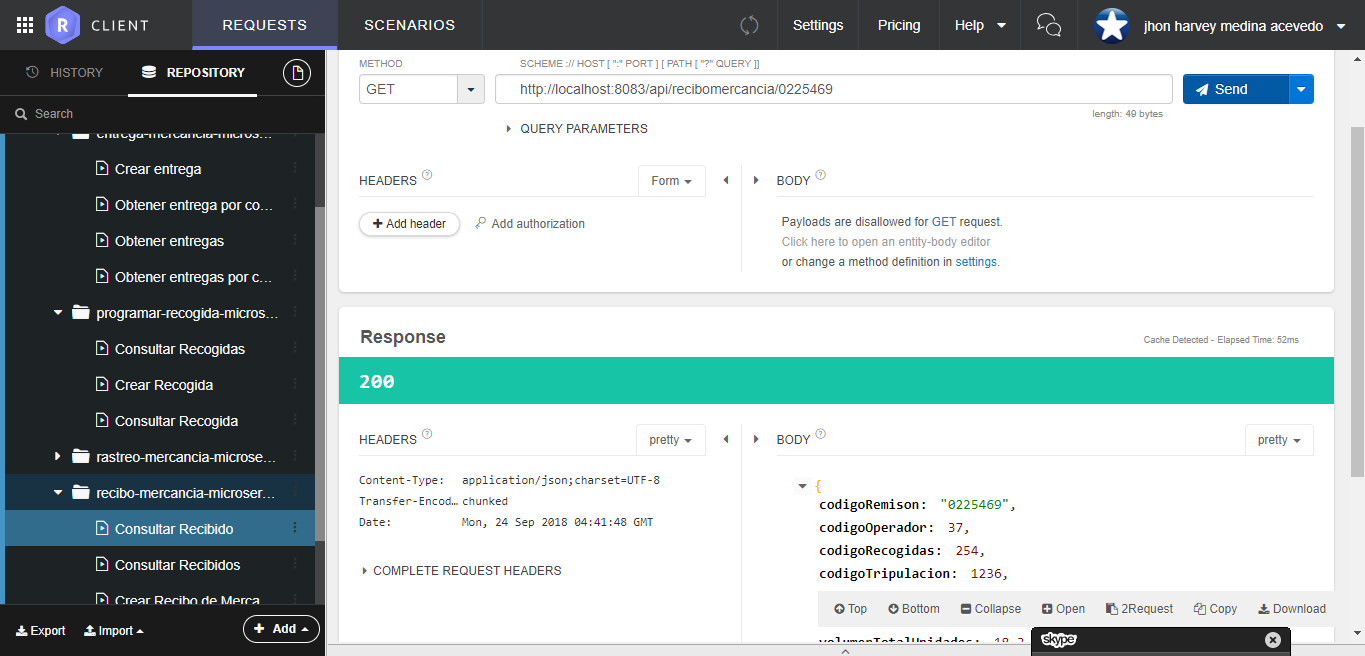 R CLIENT REQUESTS SCENARIOS Settings Pricing Help jhon harvey medina acevedo
HISTORY REPOSITORY
Search
entrega-mercancia-micros...
Crear entrega
Obtener entrega por co...
Obtener entregas
Obtener entregas por c...
programar-recogida-micros...
Consultar Recogidas
Crear Recogida
Consultar Recogida
rastreo-mercancia-microse...
recibo-mercancia-microser...
Consultar Recibido
Consultar Recibidos
Crear Recibo de Merca
Export Import + Add
METHOD SCHEME :// HOST [ ":" PORT ] [ PATH [ "?" QUERY ]]
GET http://localhost:8083/api/recibomercancia/0225469 Send
length: 49 bytes
QUERY PARAMETERS
HEADERS ? Form BODY ?
+ Add header Add authorization
Payloads are disallowed for GET request.
Click here to open an entity-body editor
or change a method definition in settings.
Response
Cache Detected - Elapsed Time: 52ms
200
HEADERS ? pretty BODY ? pretty
Content-Type: application/json;charset=UTF-8
Transfer-Encod... chunked
Date: Mon, 24 Sep 2018 04:41:48 GMT
COMPLETE REQUEST HEADERS
{
codigoRemison: "0225469",
codigoOperador: 37,
codigoRecogidas: 254,
codigoTripulacion: 1236,
Top Bottom Collapse Open 2Request Copy Download
volumenTotalUnidades:
skype